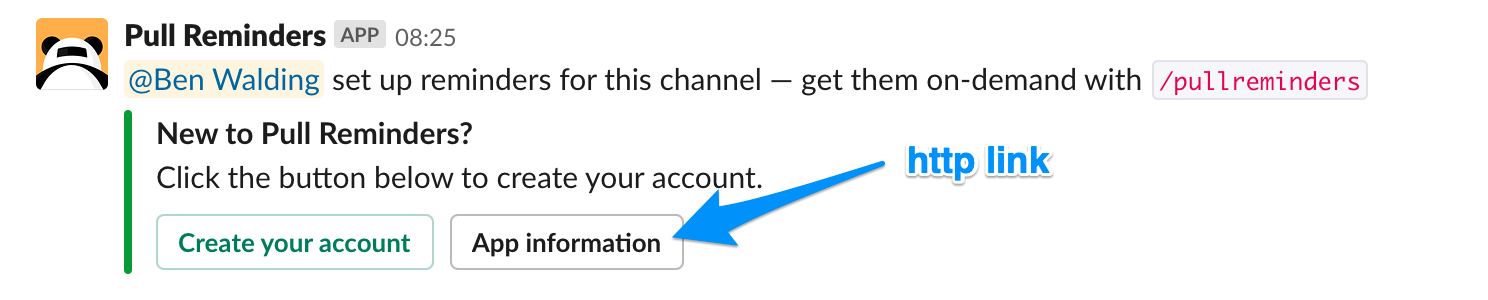 Pull Reminders APP 08:25
@Ben Walding set up reminders for this channel — get them on-demand with /pullreminders
New to Pull Reminders?
http link
Click the button below to create your account.
Create your account App information